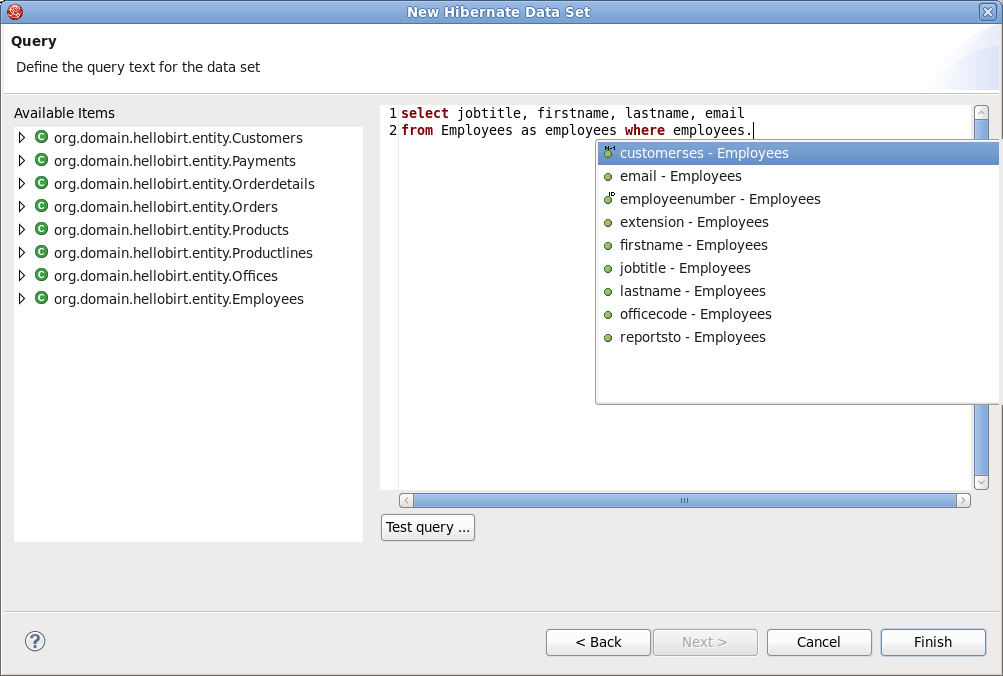 New Hibernate Data Set
Query
Define the query text for the data set
Available Items
org.domain.hellobirt.entity.Customers
org.domain.hellobirt.entity.Payments
org.domain.hellobirt.entity.Orderdetails
org.domain.hellobirt.entity.Orders
org.domain.hellobirt.entity.Products
org.domain.hellobirt.entity.Productlines
org.domain.hellobirt.entity.Offices
org.domain.hellobirt.entity.Employees
1 select jobtitle, firstname, lastname, email
2 from Employees as employees where employees.
customerses - Employees
email - Employees
employeenumber - Employees
extension - Employees
firstname - Employees
jobtitle - Employees
lastname - Employees
officecode - Employees
reportsto - Employees
Test query ...
< Back Next > Cancel Finish